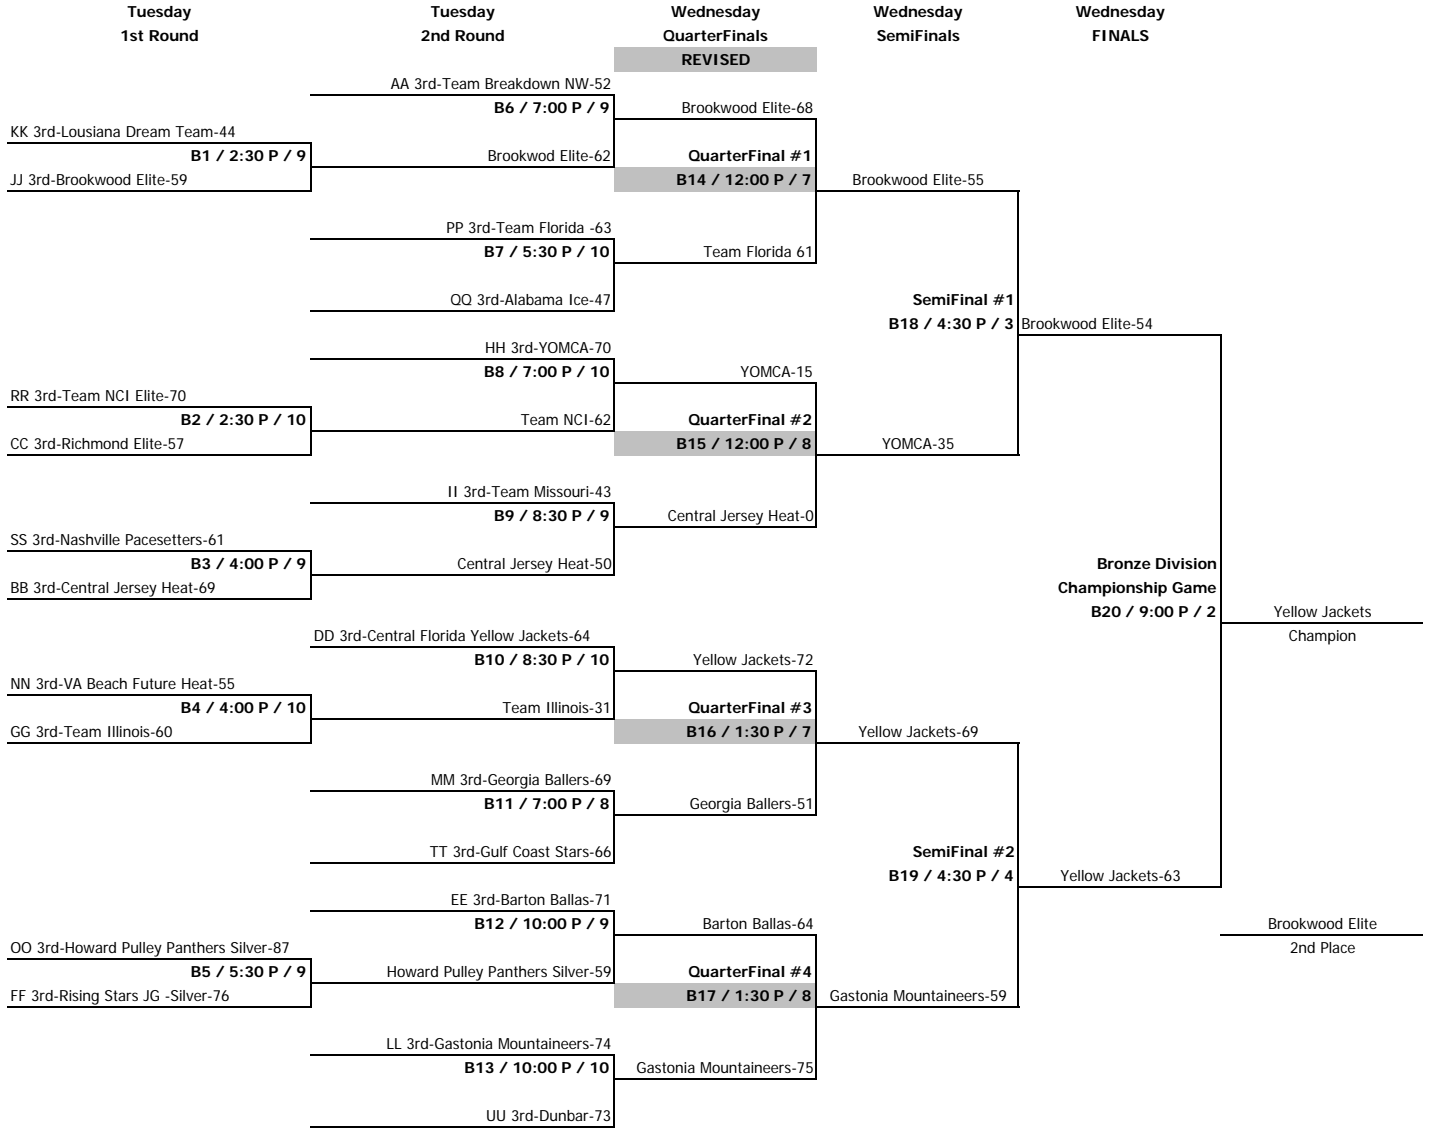 Tuesday
1st Round
Tuesday
2nd Round
Wednesday
QuarterFinals
REVISED
Wednesday
SemiFinals
Wednesday
FINALS
AA 3rd-Team Breakdown NW-52
B6 / 7:00 P / 9
Brookwood Elite-68
KK 3rd-Lousiana Dream Team-44
B1 / 2:30 P / 9
Brookwod Elite-62
QuarterFinal #1
JJ 3rd-Brookwood Elite-59
B14 / 12:00 P / 7
Brookwood Elite-55
PP 3rd-Team Florida -63
B7 / 5:30 P / 10
Team Florida 61
QQ 3rd-Alabama Ice-47
SemiFinal #1
B18 / 4:30 P / 3
Brookwood Elite-54
HH 3rd-YOMCA-70
B8 / 7:00 P / 10
YOMCA-15
RR 3rd-Team NCI Elite-70
B2 / 2:30 P / 10
Team NCI-62
QuarterFinal #2
CC 3rd-Richmond Elite-57
B15 / 12:00 P / 8
YOMCA-35
II 3rd-Team Missouri-43
B9 / 8:30 P / 9
Central Jersey Heat-0
SS 3rd-Nashville Pacesetters-61
B3 / 4:00 P / 9
Central Jersey Heat-50
Bronze Division
BB 3rd-Central Jersey Heat-69
Championship Game
B20 / 9:00 P / 2
Yellow Jackets
Champion
DD 3rd-Central Florida Yellow Jackets-64
B10 / 8:30 P / 10
Yellow Jackets-72
NN 3rd-VA Beach Future Heat-55
B4 / 4:00 P / 10
Team Illinois-31
QuarterFinal #3
GG 3rd-Team Illinois-60
B16 / 1:30 P / 7
Yellow Jackets-69
MM 3rd-Georgia Ballers-69
B11 / 7:00 P / 8
Georgia Ballers-51
TT 3rd-Gulf Coast Stars-66
SemiFinal #2
B19 / 4:30 P / 4
Yellow Jackets-63
EE 3rd-Barton Ballas-71
B12 / 10:00 P / 9
Barton Ballas-64
Brookwood Elite
2nd Place
OO 3rd-Howard Pulley Panthers Silver-87
B5 / 5:30 P / 9
Howard Pulley Panthers Silver-59
QuarterFinal #4
FF 3rd-Rising Stars JG -Silver-76
B17 / 1:30 P / 8
Gastonia Mountaineers-59
LL 3rd-Gastonia Mountaineers-74
B13 / 10:00 P / 10
Gastonia Mountaineers-75
UU 3rd-Dunbar-73